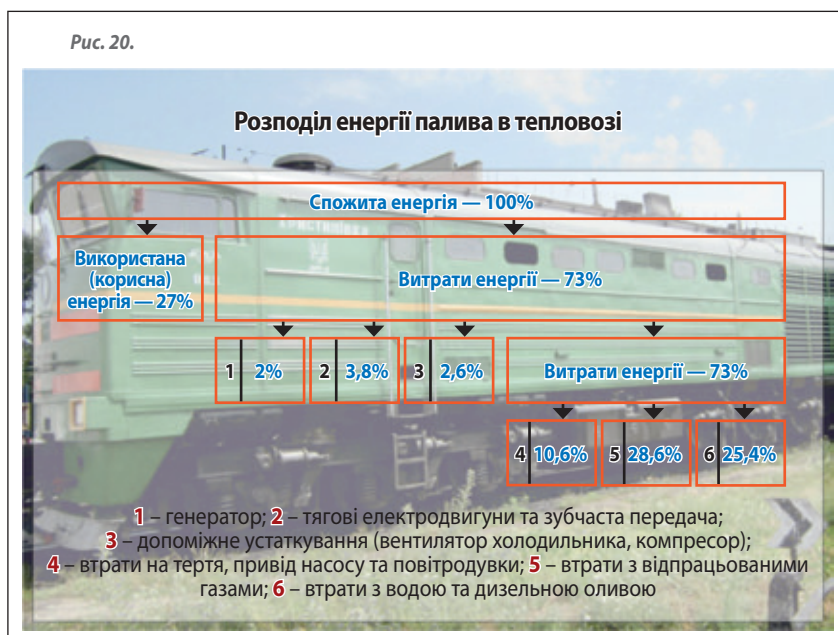 Рис. 20.
Розподіл енергії палива в тепловозі
Спожита енергія — 100%
Використана
(корисна)
енергія — 27%
Витрати енергії — 73%
1 2%
2 3,8%
3 2,6%
Витрати енергії — 73%
4 10,6%
5 28,6%
6 25,4%
1 – генератор; 2 – тягові електродвигуни та зубчаста передача;
3 – допоміжне устаткування (вентилятор холодильника, компресор);
4 – втрати на тертя, привід насосу та повітродувки; 5 – втрати з відпрацьованими
газами; 6 – втрати з водою та дизельною оливою